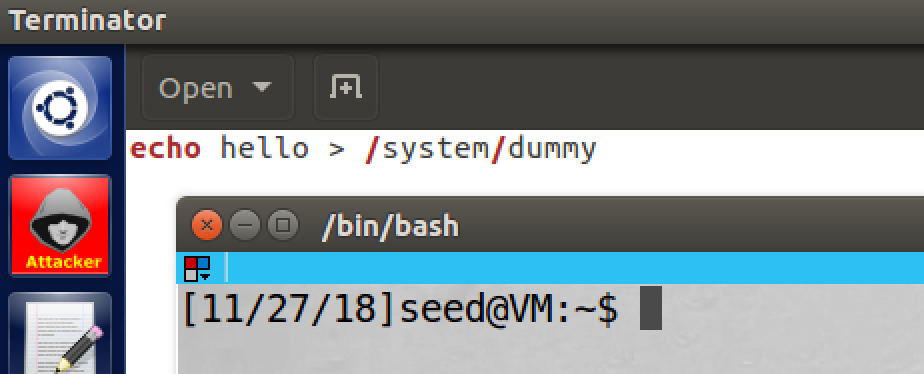 Terminator
Open
echo hello > /system/dummy
Attacker
/bin/bash
[11/27/18]seed@VM:~$